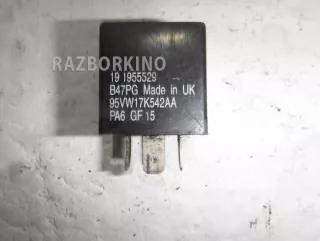 RAZBORKINO
19 1955529
B47PG Made in UK
95VW17K542AA
PA6 GF 15